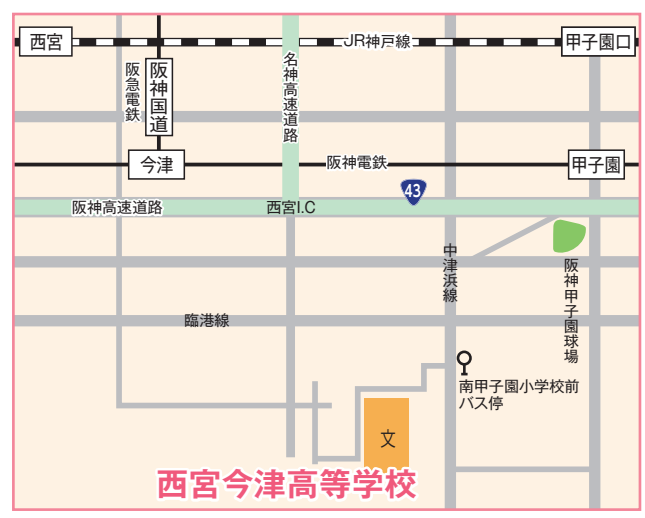 西宮
JR神戸線
甲子園口
阪急電鉄
阪神国道
名神高速道路
今津
阪神電鉄
甲子園
43
阪神高速道路
西宮I.C
中津浜線
阪神甲子園球場
臨港線
南甲子園小学校前
バス停
文
西宮今津高等学校